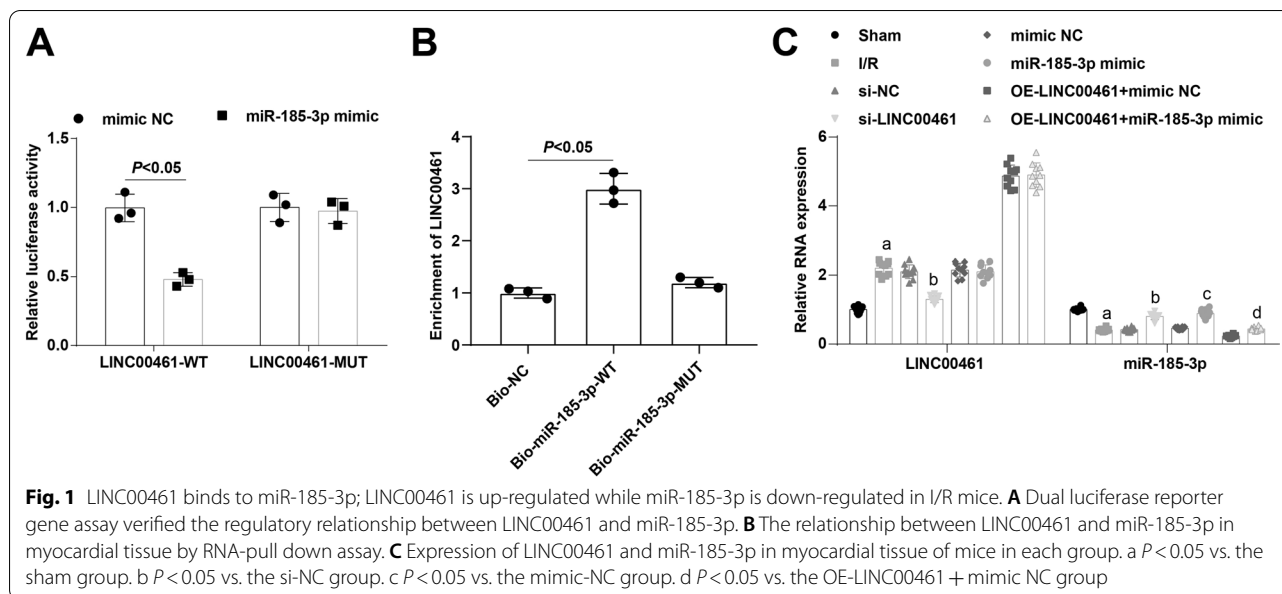 A
mimic NC
miR-185-3p mimic
Relative luciferase activity
1.5
1.0
0.5
0.0
P<0.05
LINC00461-WT
LINC00461-MUT
B
Enrichment of LINC00461
4
3
2
1
0
P<0.05
Bio-NC
Bio-miR-185-3p-WT
Bio-miR-185-3p-MUT
C
Sham
I/R
si-NC
si-LINC00461
mimic NC
miR-185-3p mimic
OE-LINC00461+mimic NC
OE-LINC00461+miR-185-3p mimic
Relative RNA expression
6
4
2
0
a
b
a
b
c
d
LINC00461
miR-185-3p
Fig. 1 LINC00461 binds to miR-185-3p; LINC00461 is up-regulated while miR-185-3p is down-regulated in I/R mice. A Dual luciferase reporter
gene assay verified the regulatory relationship between LINC00461 and miR-185-3p. B The relationship between LINC00461 and miR-185-3p in
myocardial tissue by RNA-pull down assay. C Expression of LINC00461 and miR-185-3p in myocardial tissue of mice in each group. a P < 0.05 vs. the
sham group. b P < 0.05 vs. the si-NC group. c P < 0.05 vs. the mimic-NC group. d P < 0.05 vs. the OE-LINC00461 + mimic NC group